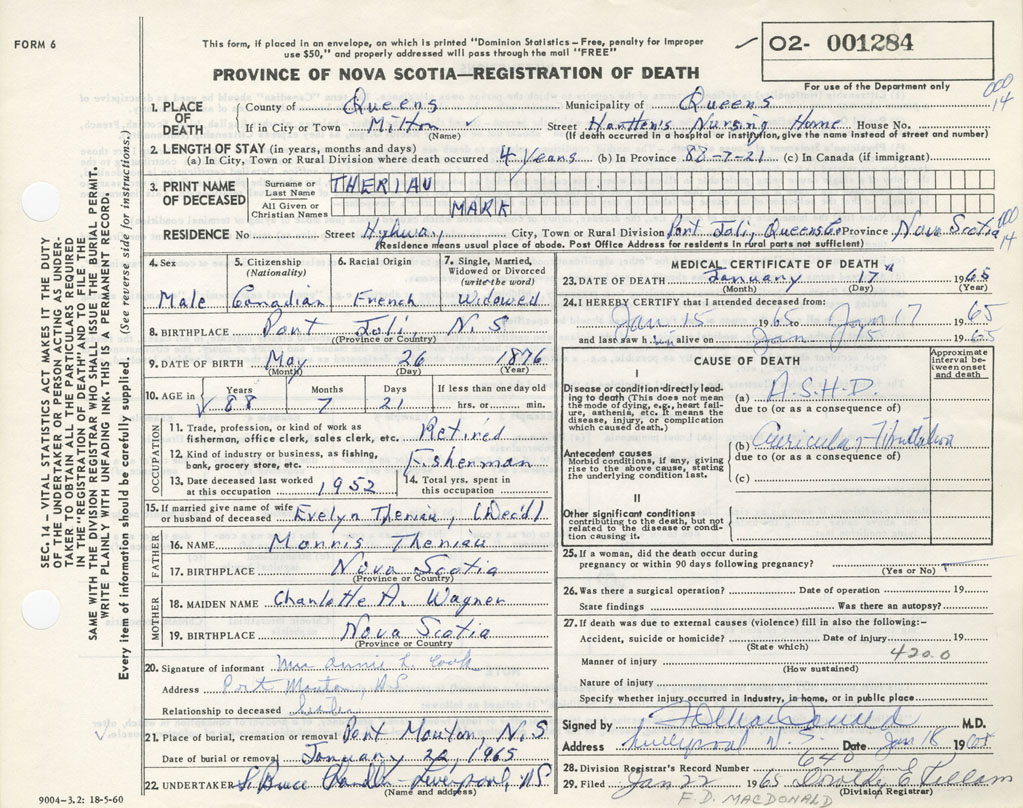 FORM 6
This form, if placed in an envelope, on which is printed "Dominion Statistics – Free, penalty for improper
use $50," and properly addressed will pass through the mail "FREE"
02- 001284
For use of the Department only
PROVINCE OF NOVA SCOTIA—REGISTRATION OF DEATH
000
14
1. PLACE OF DEATH County of Queens Municipality of Queens
If in City or Town Milton (Name) Street Hartten's Nursing Home House No.
(If death occurred in a hospital or institution, give its name instead of street and number)
2. LENGTH OF STAY (in years, months and days)
(a) In City, Town or Rural Division where death occurred 4 years (b) In Province 88-7-21 (c) In Canada (if immigrant)
3. PRINT NAME OF DECEASED Surname or Last Name THERIAU
All Given or Christian Names MARK
RESIDENCE No. Street Hyhway City, Town or Rural Division Port Joli, Queens Co Province Nova Scotia
000
14
(Residence means usual place of abode. Post Office Address for residents in rural parts not sufficient)
4. Sex Male
5. Citizenship (Nationality) Canadian
6. Racial Origin French
7. Single, Married, Widowed or Divorced (write the word) Widowed
8. BIRTHPLACE Port Joli, N.S
(Province or Country)
9. DATE OF BIRTH May 26 1876
(Month) (Day) (Year)
10. AGE in Years 88 Months 7 Days 21 If less than one day old hrs. or min.
OCCUPATION
11. Trade, profession, or kind of work as fisherman, office clerk, sales clerk, etc. Retired
12. Kind of industry or business, as fishing, bank, grocery store, etc. Fisherman
13. Date deceased last worked at this occupation 1952 14. Total yrs. spent in this occupation
15. If married give name of wife or husband of deceased Evelyn Theriau, (Dec'd)
FATHER
16. NAME Morris Theriau
17. BIRTHPLACE Nova Scotia
(Province or Country)
MOTHER
18. MAIDEN NAME Charlotte A. Wagner
19. BIRTHPLACE Nova Scotia
(Province or Country)
20. Signature of informant Mrs Annie L. Cook
Address Port Mouton, N.S
Relationship to deceased
21. Place of burial, cremation or removal Port Mouton, N.S
Date of burial or removal January 20, 1965
22. UNDERTAKER S. Bruce Liverpool, NS
(Name and address)
9004-3.2: 18-5-60
MEDICAL CERTIFICATE OF DEATH
23. DATE OF DEATH January 17th 1965
(Month) (Day) (Year)
24. I HEREBY CERTIFY that I attended deceased from:
Jan 15 1965 to Jan 17 1965
and last saw him alive on Jan 15 1965
CAUSE OF DEATH
Approximate interval between onset and death
I
Disease or condition directly leading to death (This does not mean the mode of dying, e.g., heart failure, asthenia, etc. It means the disease, injury, or complication which caused death.)
(a) A.S.H.D.
due to (or as a consequence of)
Antecedent causes
Morbid conditions, if any, giving rise to the above cause, stating the underlying condition last.
(b) Auricular Fibrillation
due to (or as a consequence of)
(c)
II
Other significant conditions contributing to the death, but not related to the disease or condition causing it.
25. If a woman, did the death occur during pregnancy or within 90 days following pregnancy?
(Yes or No)
26. Was there a surgical operation? Date of operation 19
State findings Was there an autopsy?
27. If death was due to external causes (violence) fill in also the following:-
Accident, suicide or homicide? Date of injury 19
(State which)
420.0
Manner of injury
(How sustained)
Nature of injury
Specify whether injury occurred in industry, in home, or in public place
Signed by M.D.
Address Liverpool N.S. Date Jan 18 1965
28. Division Registrar's Record Number 640
29. Filed Jan 22 1965
(Division Registrar)
F. D. MACDONALD
SEC. 14 – VITAL STATISTICS ACT MAKES IT THE DUTY
OF THE UNDERTAKER OR PERSON ACTING AS UNDER-
TAKER TO OBTAIN ALL THE PARTICULARS REQUIRED
IN THE "REGISTRATION OF DEATH" AND TO FILE THE
SAME WITH THE DIVISION REGISTRAR WHO SHALL ISSUE THE BURIAL PERMIT.
WRITE PLAINLY WITH UNFADING INK. THIS IS A PERMANENT RECORD.
Every item of information should be carefully supplied. (See reverse side for instructions.)